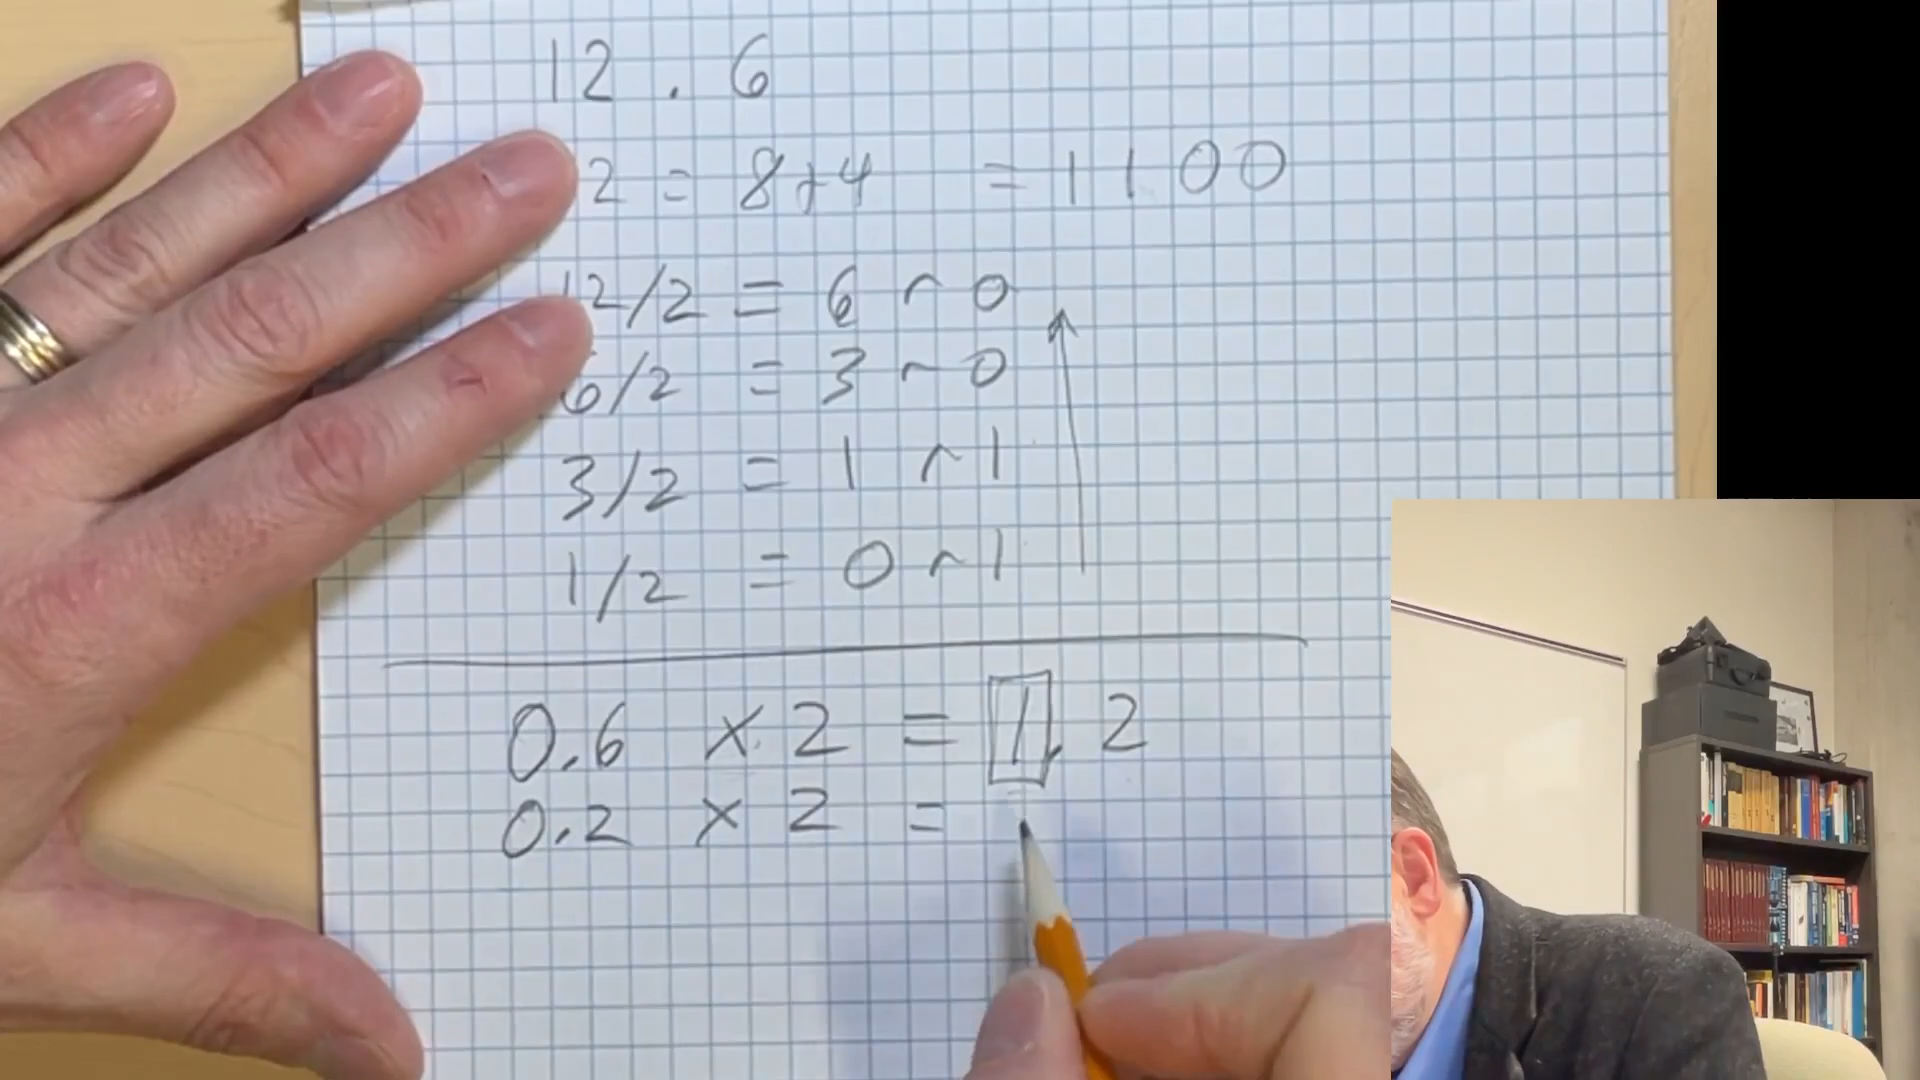 12.6
2 = 8+4 = 1100
12/2 = 6 r 0
6/2 = 3 r 0
3/2 = 1 r 1
1/2 = 0 r 1
0.6 x 2 = 1.2
0.2 x 2 =